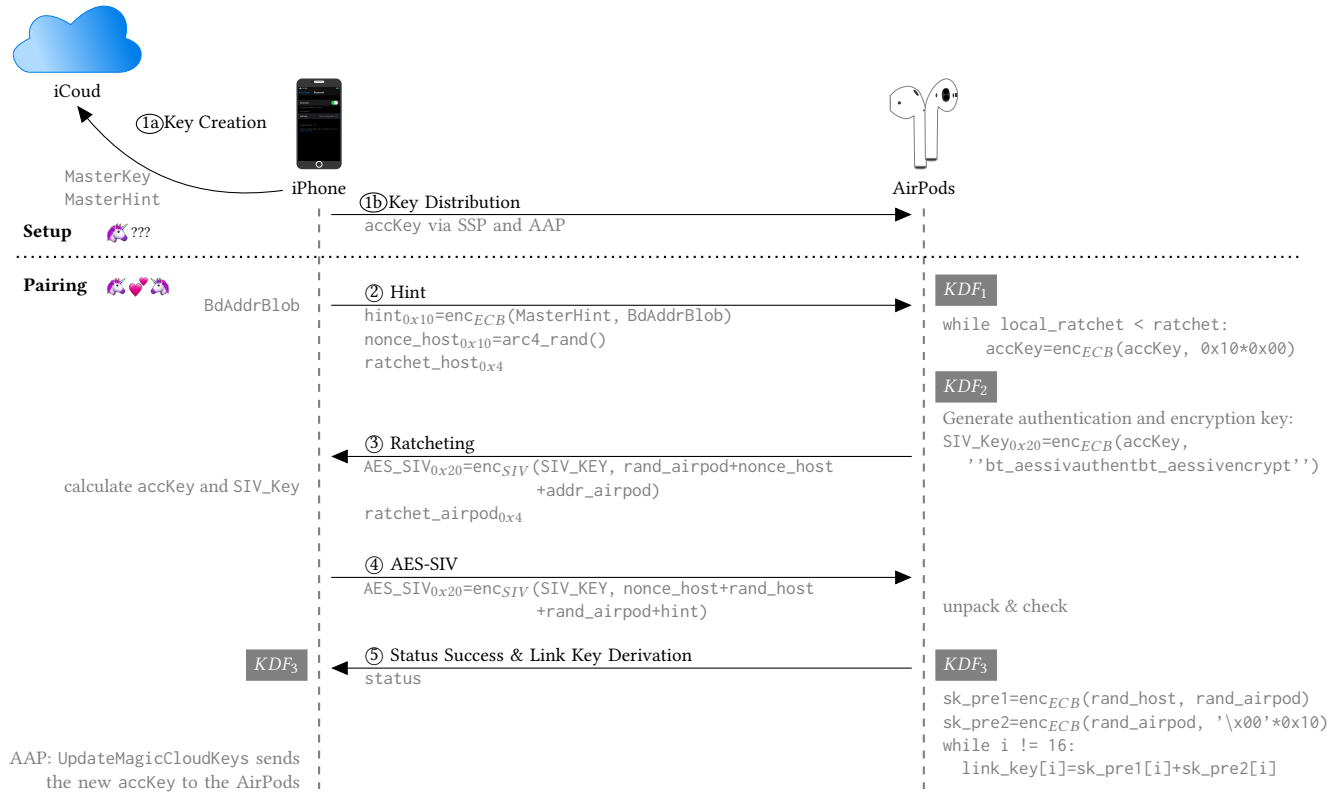 iCoud
1a Key Creation
MasterKey
MasterHint
iPhone
AirPods
1b Key Distribution
accKey via SSP and AAP
Setup 🦄 ???
Pairing 🦄💕🦄
BdAddrBlob
② Hint
hint0x10=encECB(MasterHint, BdAddrBlob)
nonce_host0x10=arc4_rand()
ratchet_host0x4
KDF1
while local_ratchet < ratchet:
accKey=encECB(accKey, 0x10*0x00)
KDF2
Generate authentication and encryption key:
SIV_Key0x20=encECB(accKey,
''bt_aessivauthentbt_aessivencrypt'')
③ Ratcheting
AES_SIV0x20=encSIV(SIV_KEY, rand_airpod+nonce_host
+addr_airpod)
ratchet_airpod0x4
calculate accKey and SIV_Key
④ AES-SIV
AES_SIV0x20=encSIV(SIV_KEY, nonce_host+rand_host
+rand_airpod+hint)
unpack & check
KDF3
⑤ Status Success & Link Key Derivation
status
KDF3
sk_pre1=encECB(rand_host, rand_airpod)
sk_pre2=encECB(rand_airpod, '\x00'*0x10)
while i != 16:
link_key[i]=sk_pre1[i]+sk_pre2[i]
AAP: UpdateMagicCloudKeys sends
the new accKey to the AirPods